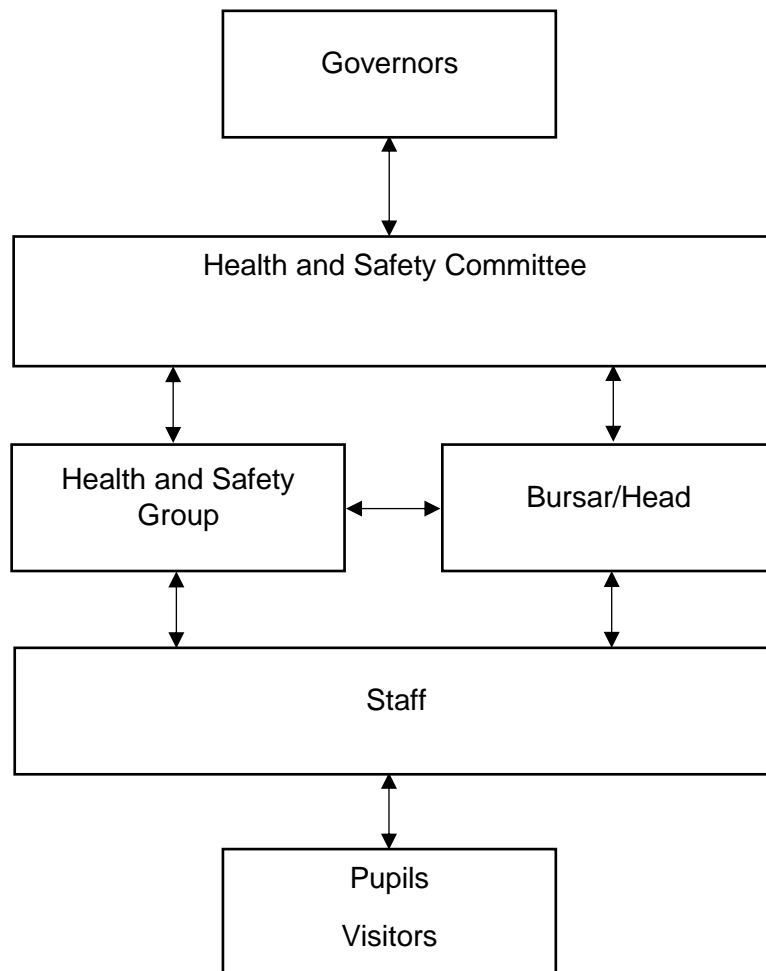 Governors
Health and Safety Committee
Health and Safety
Group
Bursar/Head
Staff
Pupils
Visitors